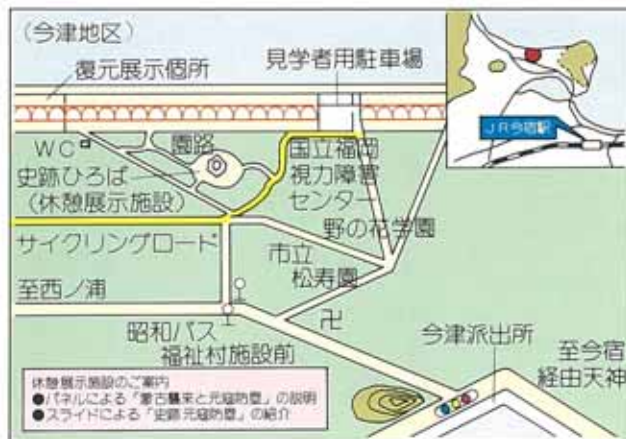 (今津地区)
復元展示個所
見学者用駐車場
JR今宿駅
WC
園路
史跡ひろば
(休憩展示施設)
国立福岡
視力障害
センター
野の花学園
サイクリングロード
市立
松寿園
至西ノ浦
卍
昭和バス
福祉村施設前
今津派出所
至今宿
経由天神
休憩展示施設のご案内
●パネルによる「蒙古襲来と元寇防塁」の説明
●スライドによる「史跡 元寇防塁」の紹介